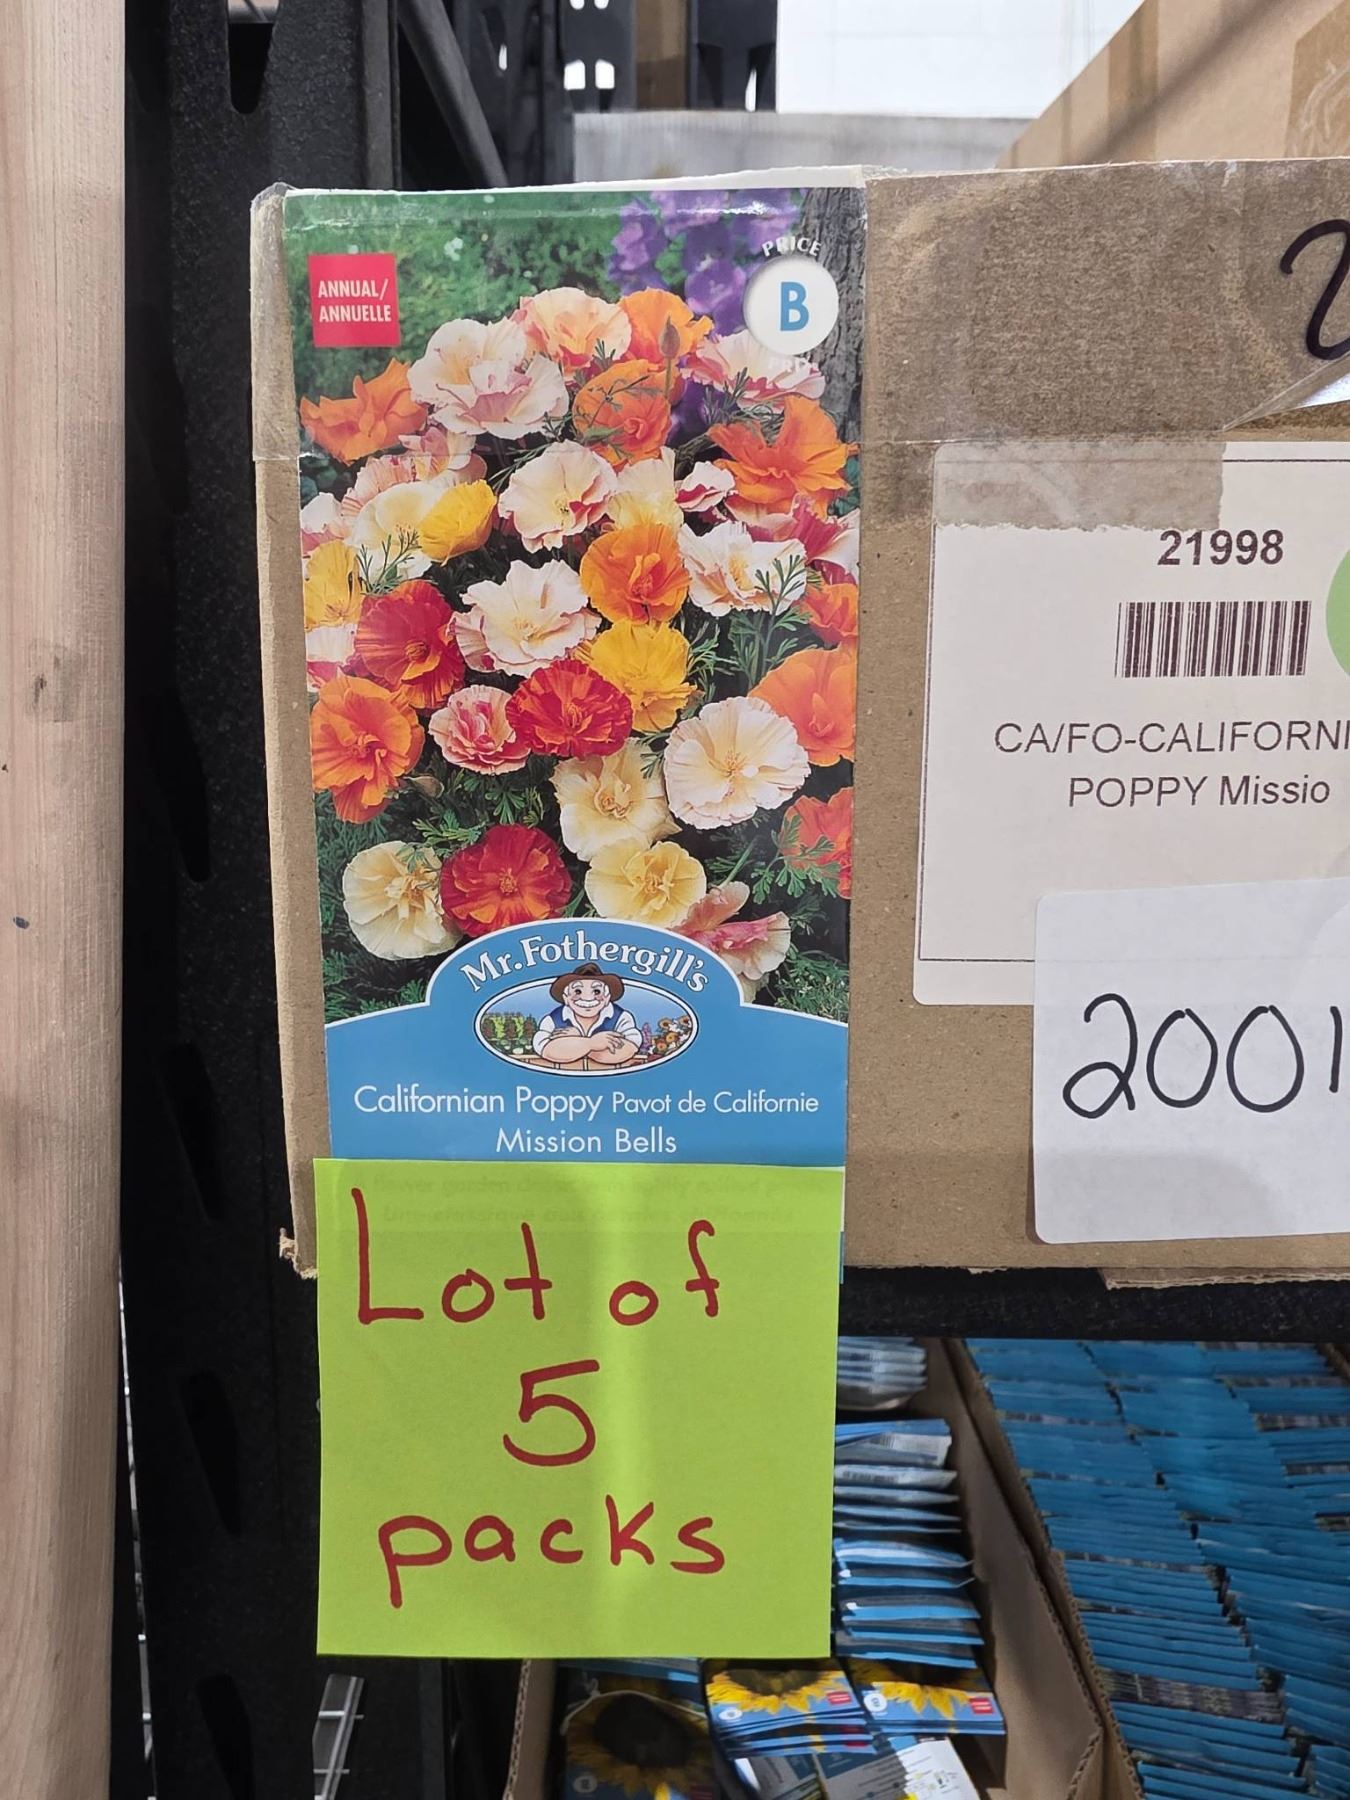 ANNUAL/
ANNUELLE
PRICE
B
Mr. Fothergill's
Californian Poppy Pavot de Californie
Mission Bells
Lot of
5
packs
21998
CA/FO-CALIFORNI
POPPY Missio
2001